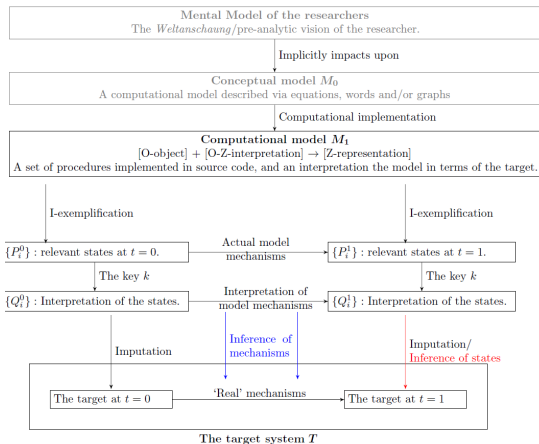 Mental Model of the researchers
The Weltanschaung/pre-analytic vision of the researcher.
Implicitly impacts upon
Conceptual model M₀
A computational model described via equations, words and/or graphs
Computational implementation
Computational model M₁
[O-object] + [O-Z-interpretation] → [Z-representation]
A set of procedures implemented in source code, and an interpretation the model in terms of the target.
I-exemplification
I-exemplification
{Pᵢ⁰} : relevant states at t = 0.
Actual model
mechanisms
{Pᵢ¹} : relevant states at t = 1.
The key k
The key k
{Qᵢ⁰} : Interpretation of the states.
Interpretation of
model mechanisms
{Qᵢ¹} : Interpretation of the states.
Imputation
Inference of
mechanisms
Imputation/
Inference of states
The target at t = 0
‘Real’ mechanisms
The target at t = 1
The target system T